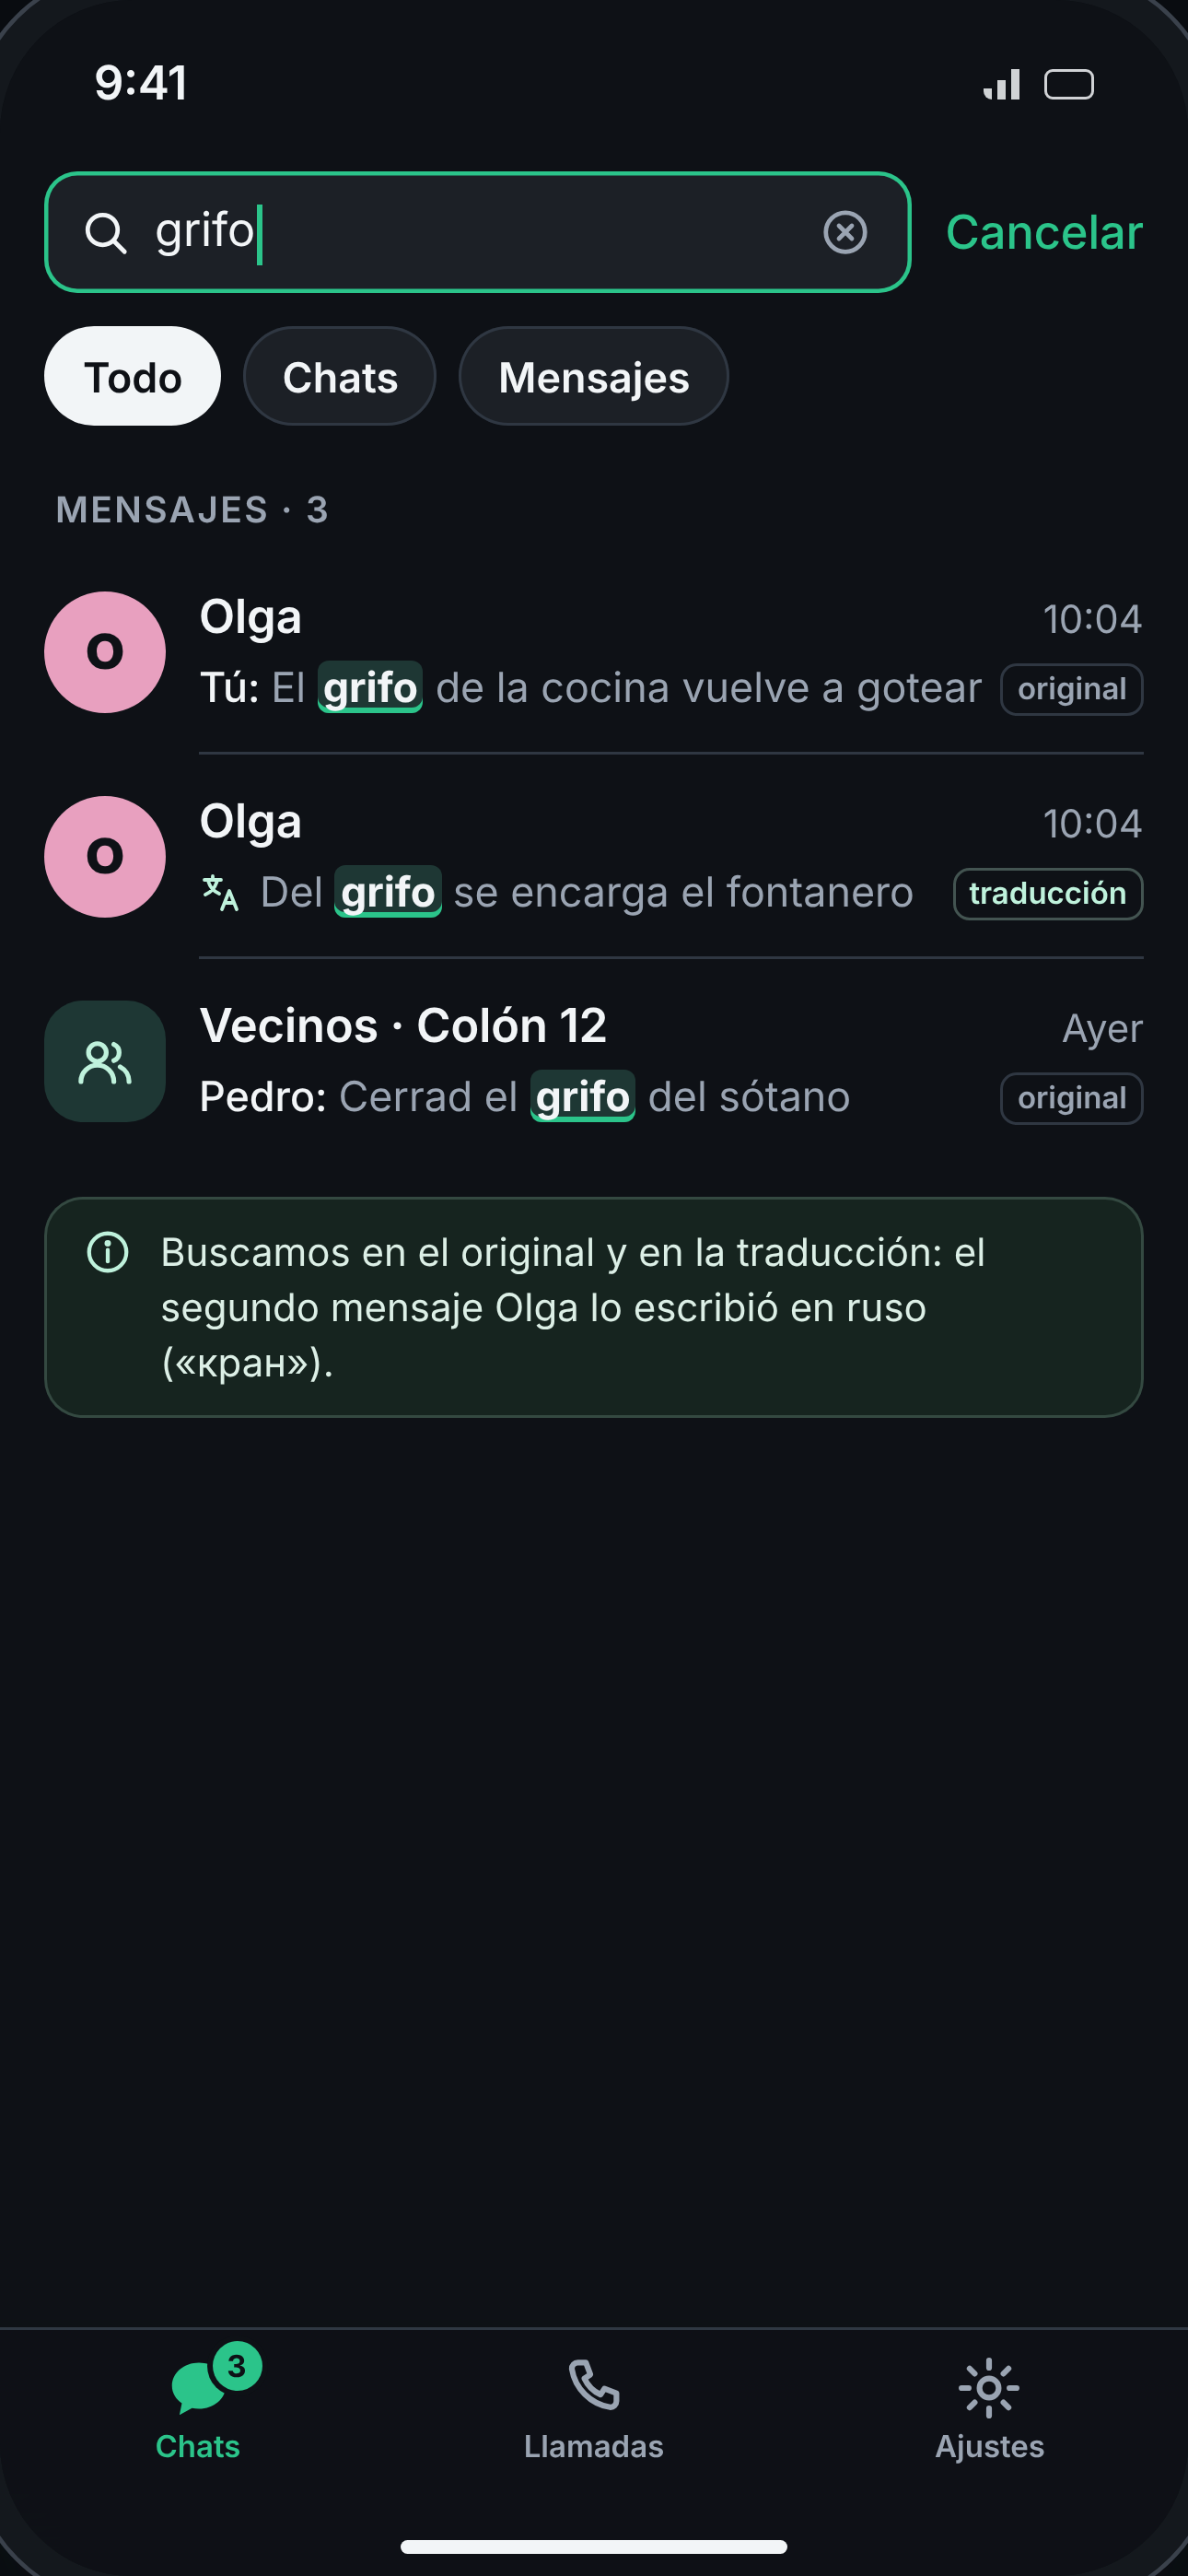 9:41
grifo
Cancelar
Todo
Chats
Mensajes
MENSAJES · 3
O
Olga
10:04
Tú: El grifo de la cocina vuelve a gotear
original
O
Olga
10:04
Del grifo se encarga el fontanero
traducción
Vecinos · Colón 12
Ayer
Pedro: Cerrad el grifo del sótano
original
Buscamos en el original y en la traducción: el
segundo mensaje Olga lo escribió en ruso
(«кран»).
3
Chats
Llamadas
Ajustes